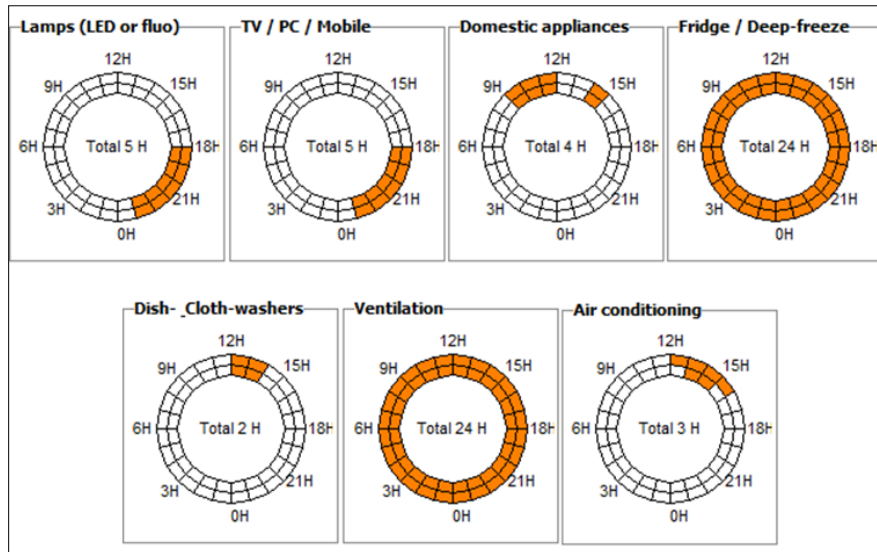 Lamps (LED or fluo)
12H
9H
15H
6H
Total 5 H
18H
3H
21H
0H
TV / PC / Mobile
12H
9H
15H
6H
Total 5 H
18H
3H
21H
0H
Domestic appliances
12H
9H
15H
6H
Total 4 H
18H
3H
21H
0H
Fridge / Deep-freeze
12H
9H
15H
6H
Total 24 H
18H
3H
21H
0H
Dish- _Cloth-washers
12H
9H
15H
6H
Total 2 H
18H
3H
21H
0H
Ventilation
12H
9H
15H
6H
Total 24 H
18H
3H
21H
0H
Air conditioning
12H
9H
15H
6H
Total 3 H
18H
3H
21H
0H